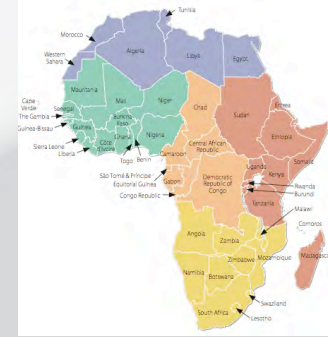 Tunisia
Morocco
Algeria
Libya
Egypt
Western
Sahara
Mauritania
Mali
Niger
Chad
Sudan
Eritrea
Cape
Verde
Senegal
The Gambia
Guinea-Bissau
Guinea
Burkina
Faso
Sierra Leone
Liberia
Côte
d'Ivoire
Ghana
Togo
Benin
Nigeria
Cameroon
Central African
Republic
Ethiopia
Somalia
São Tomé & Príncipe
Equitorial Guinea
Gabon
Congo Republic
Democratic
Republic of
Congo
Uganda
Kenya
Rwanda
Burundi
Tanzania
Malawi
Comoros
Angola
Zambia
Mozambique
Madagascar
Zimbabwe
Namibia
Botswana
Swaziland
South Africa
Lesotho